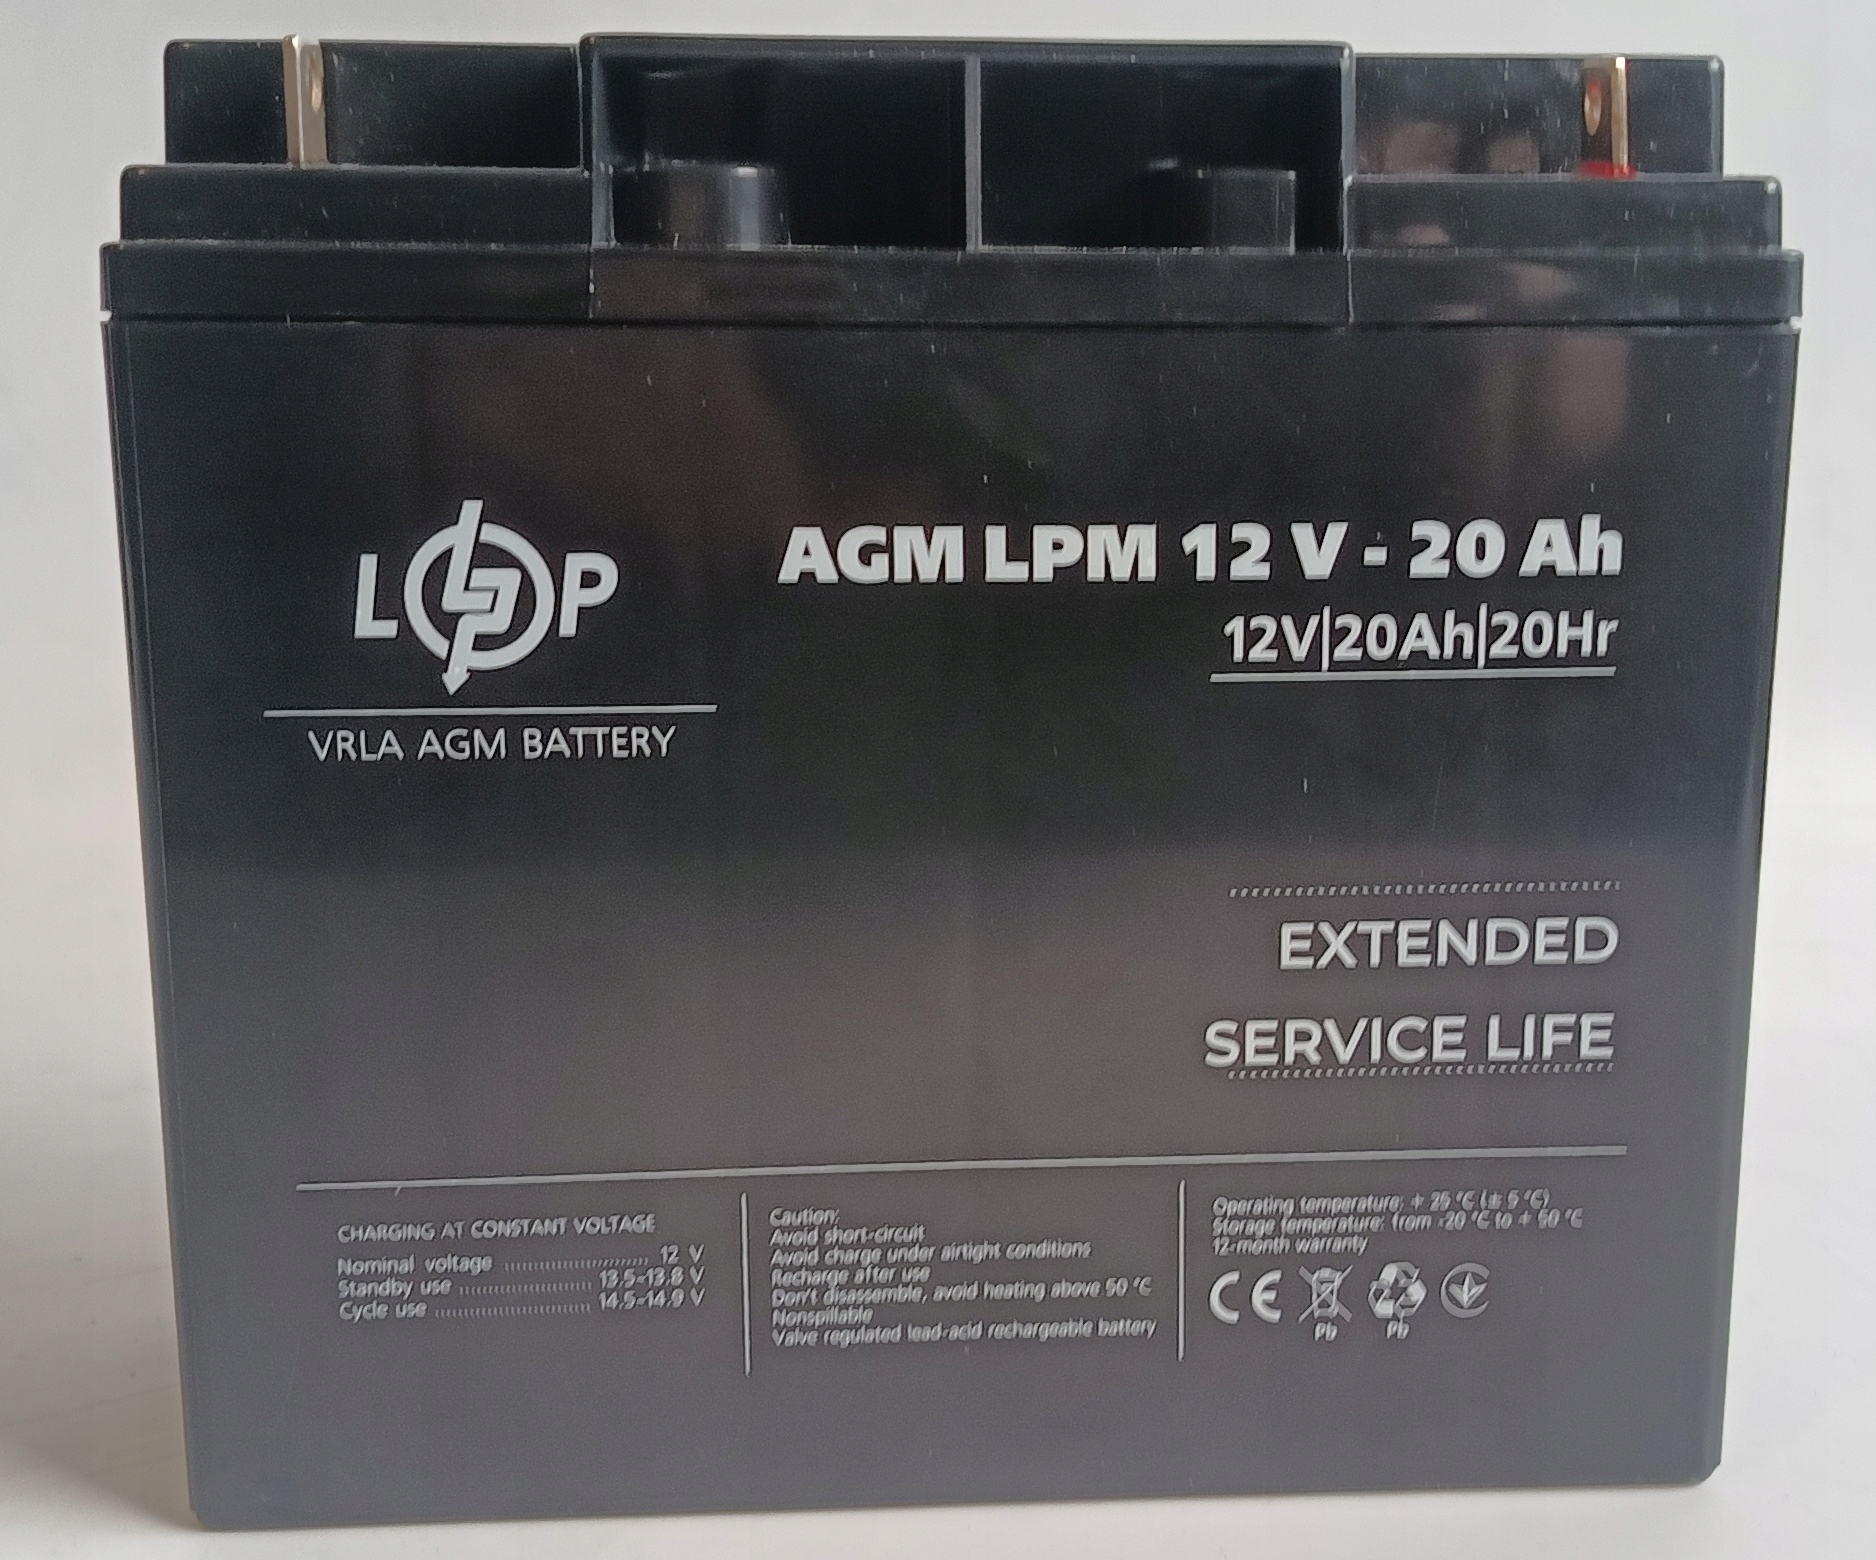 L P
VRLA AGM BATTERY
AGM LPM 12 V - 20 Ah
12V|20Ah|20Hr
EXTENDED
SERVICE LIFE
CHARGING AT CONSTANT VOLTAGE
Nominal voltage ........................ 12 V
Standby use ........................ 13.5-13.8 V
Cycle use ........................ 14.5-14.9 V
Caution:
Avoid short-circuit
Avoid charge under airtight conditions
Recharge after use
Don't disassemble, avoid heating above 50 °C
Nonspillable
Valve regulated lead-acid rechargeable battery
Operating temperature: + 25 °C (± 5 °C)
Storage temperature: from -20 °C to + 50 °C
12-month warranty
CE
Pb Pb